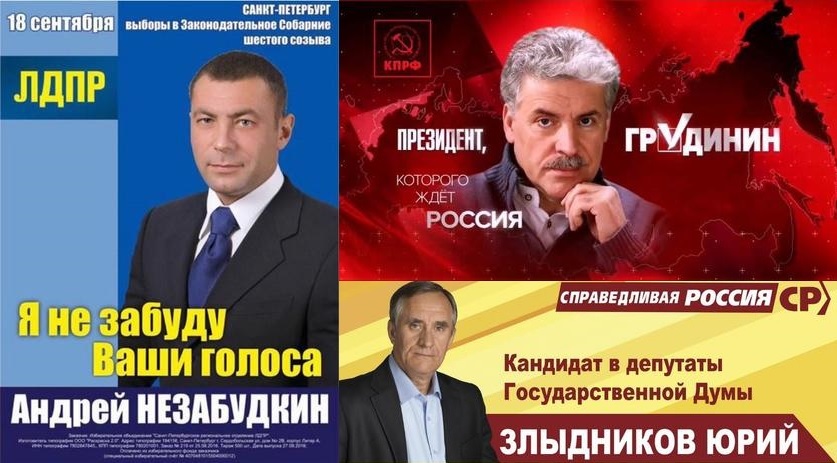 18 сентября
САНКТ-ПЕТЕРБУРГ
выборы в Законодательное Собрание
шестого созыва
ЛДПР
Я не забуду
Ваши голоса
Андрей НЕЗАБУДКИН
КПРФ
ПРЕЗИДЕНТ,
КОТОРОГО
ЖДЁТ
РОССИЯ
ГРУДИНИН
СПРАВЕДЛИВАЯ РОССИЯ СР
Кандидат в депутаты
Государственной Думы
ЗЛЫДНИКОВ ЮРИЙ